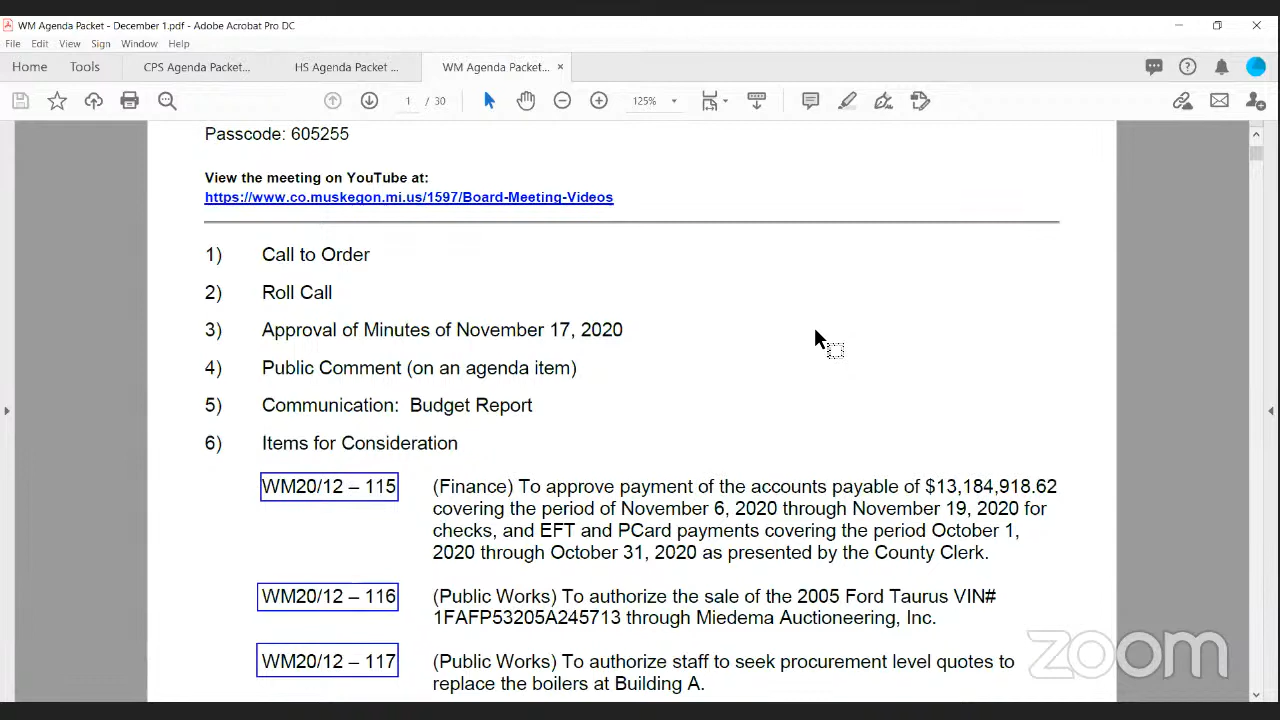 WM Agenda Packet - December 1.pdf - Adobe Acrobat Pro DC
File Edit View Sign Window Help
Home Tools CPS Agenda Packet... HS Agenda Packet ... WM Agenda Packet... ×
1 / 30 125%
Passcode: 605255
View the meeting on YouTube at:
https://www.co.muskegon.mi.us/1597/Board-Meeting-Videos
1) Call to Order
2) Roll Call
3) Approval of Minutes of November 17, 2020
4) Public Comment (on an agenda item)
5) Communication: Budget Report
6) Items for Consideration
WM20/12 – 115 (Finance) To approve payment of the accounts payable of $13,184,918.62
covering the period of November 6, 2020 through November 19, 2020 for
checks, and EFT and PCard payments covering the period October 1,
2020 through October 31, 2020 as presented by the County Clerk.
WM20/12 – 116 (Public Works) To authorize the sale of the 2005 Ford Taurus VIN#
1FAFP53205A245713 through Miedema Auctioneering, Inc.
WM20/12 – 117 (Public Works) To authorize staff to seek procurement level quotes to
replace the boilers at Building A.
zoom